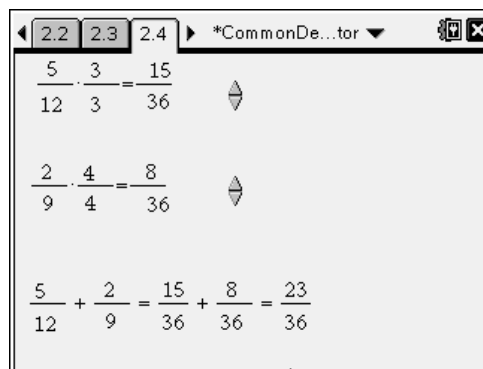 2.2 2.3 2.4 *CommonDe...tor
5/12 · 3/3 = 15/36
2/9 · 4/4 = 8/36
5/12 + 2/9 = 15/36 + 8/36 = 23/36